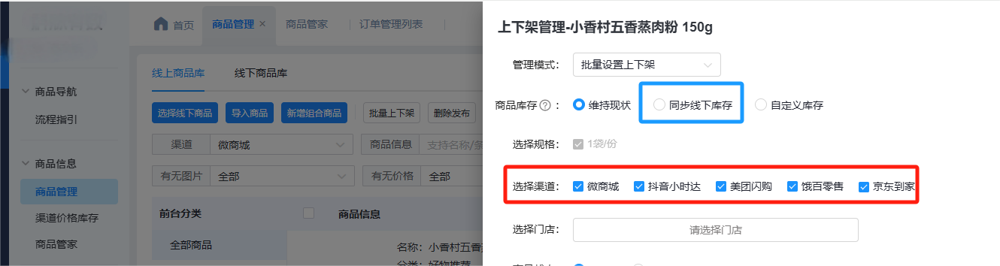 首页 商品管理 × 商品管家 订单管理列表
商品导航
流程指引
商品信息
商品管理
渠道价格库存
商品管家
线上商品库 线下商品库
选择线下商品 导入商品 新增组合商品 批量上下架 删除发布
渠道 微商城 商品信息 支持名称/条
有无图片 全部 有无价格 全部
前台分类 商品信息
全部商品
名称：小香村五香蒸
分类：好物推荐
上下架管理-小香村五香蒸肉粉 150g
管理模式： 批量设置上下架
商品库存 ? ： 维持现状 同步线下库存 自定义库存
选择规格： 1袋/份
选择渠道： 微商城 抖音小时达 美团闪购 饿百零售 京东到家
选择门店： 请选择门店